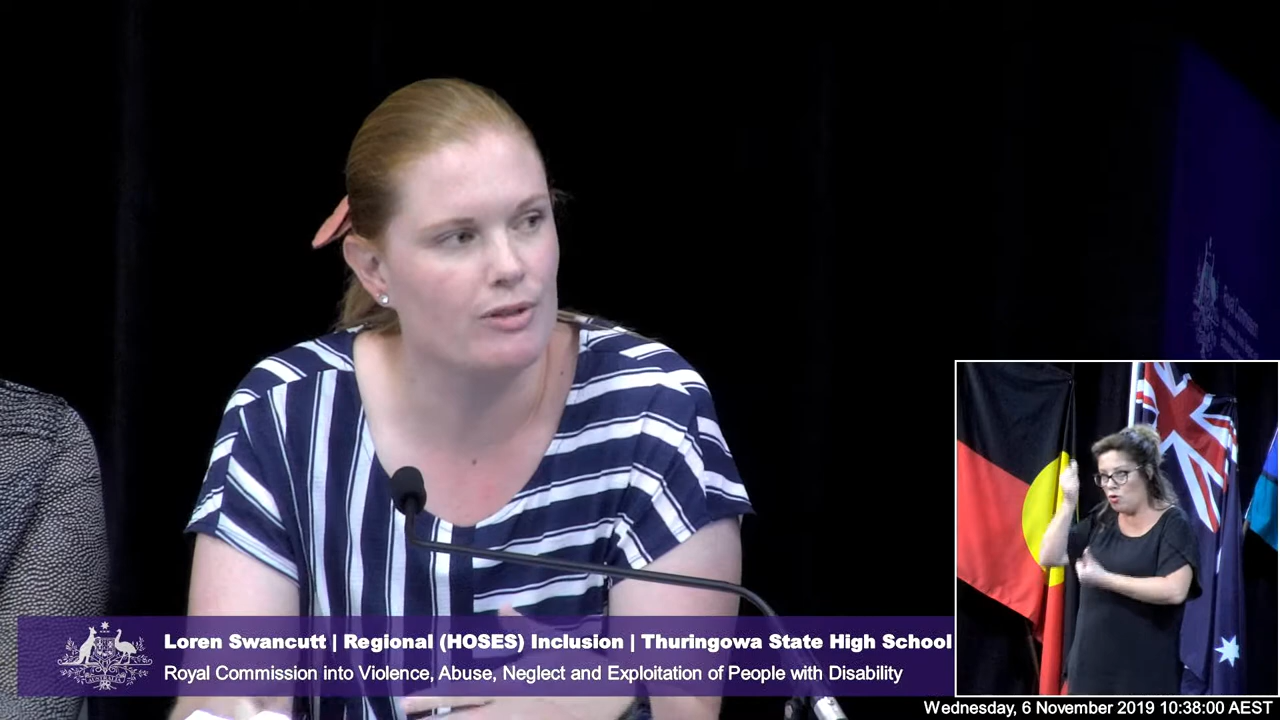 Loren Swancutt | Regional (HOSES) Inclusion | Thuringowa State High School
Royal Commission into Violence, Abuse, Neglect and Exploitation of People with Disability
Wednesday, 6 November 2019 10:38:00 AEST